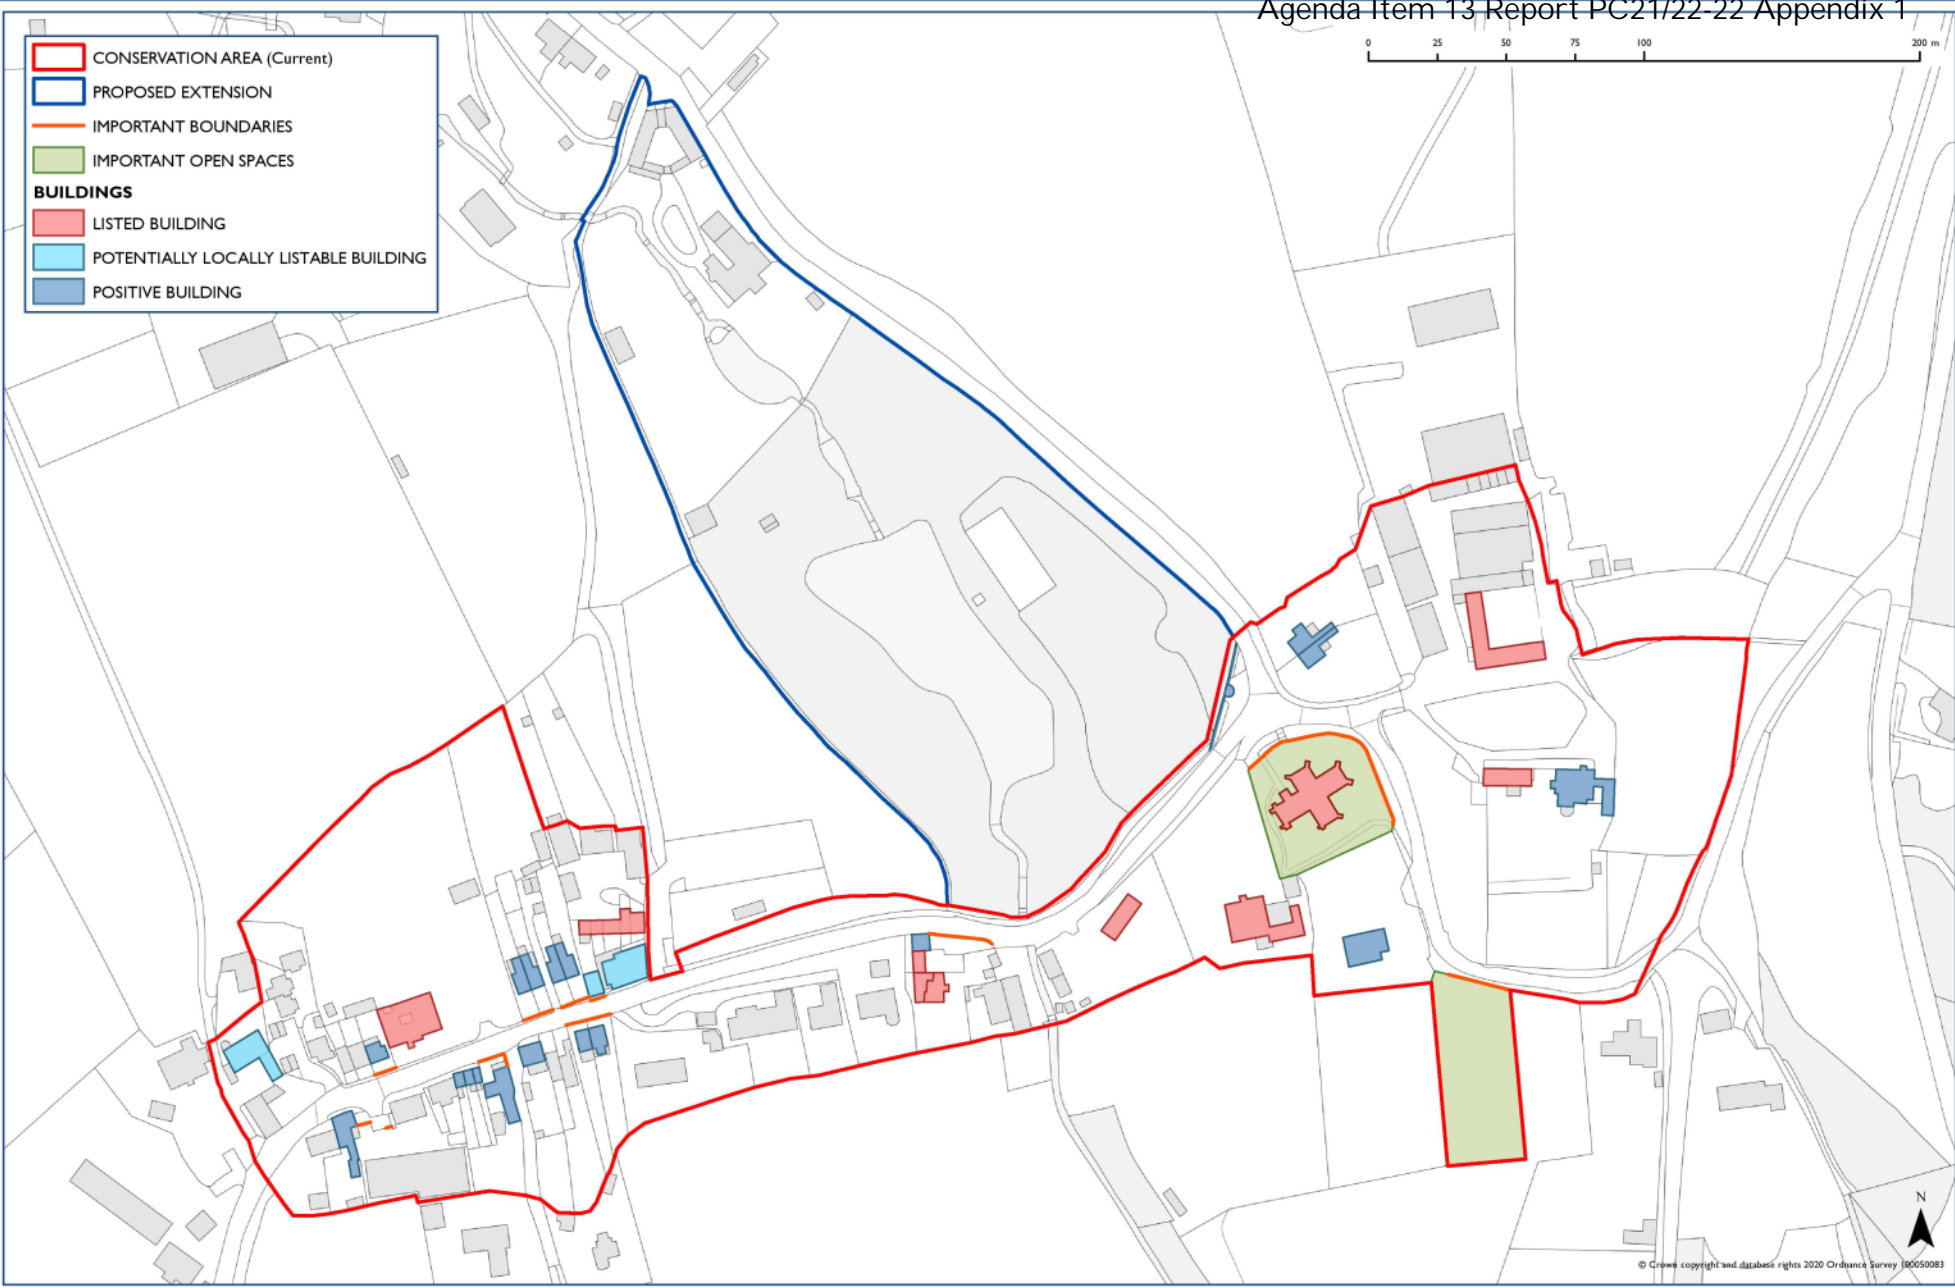 Agenda Item 13 Report PC21/22-22 Appendix 1
0 25 50 75 100 200 m
CONSERVATION AREA (Current)
PROPOSED EXTENSION
IMPORTANT BOUNDARIES
IMPORTANT OPEN SPACES
BUILDINGS
LISTED BUILDING
POTENTIALLY LOCALLY LISTABLE BUILDING
POSITIVE BUILDING
N
© Crown copyright and database rights 2020 Ordnance Survey 100050083